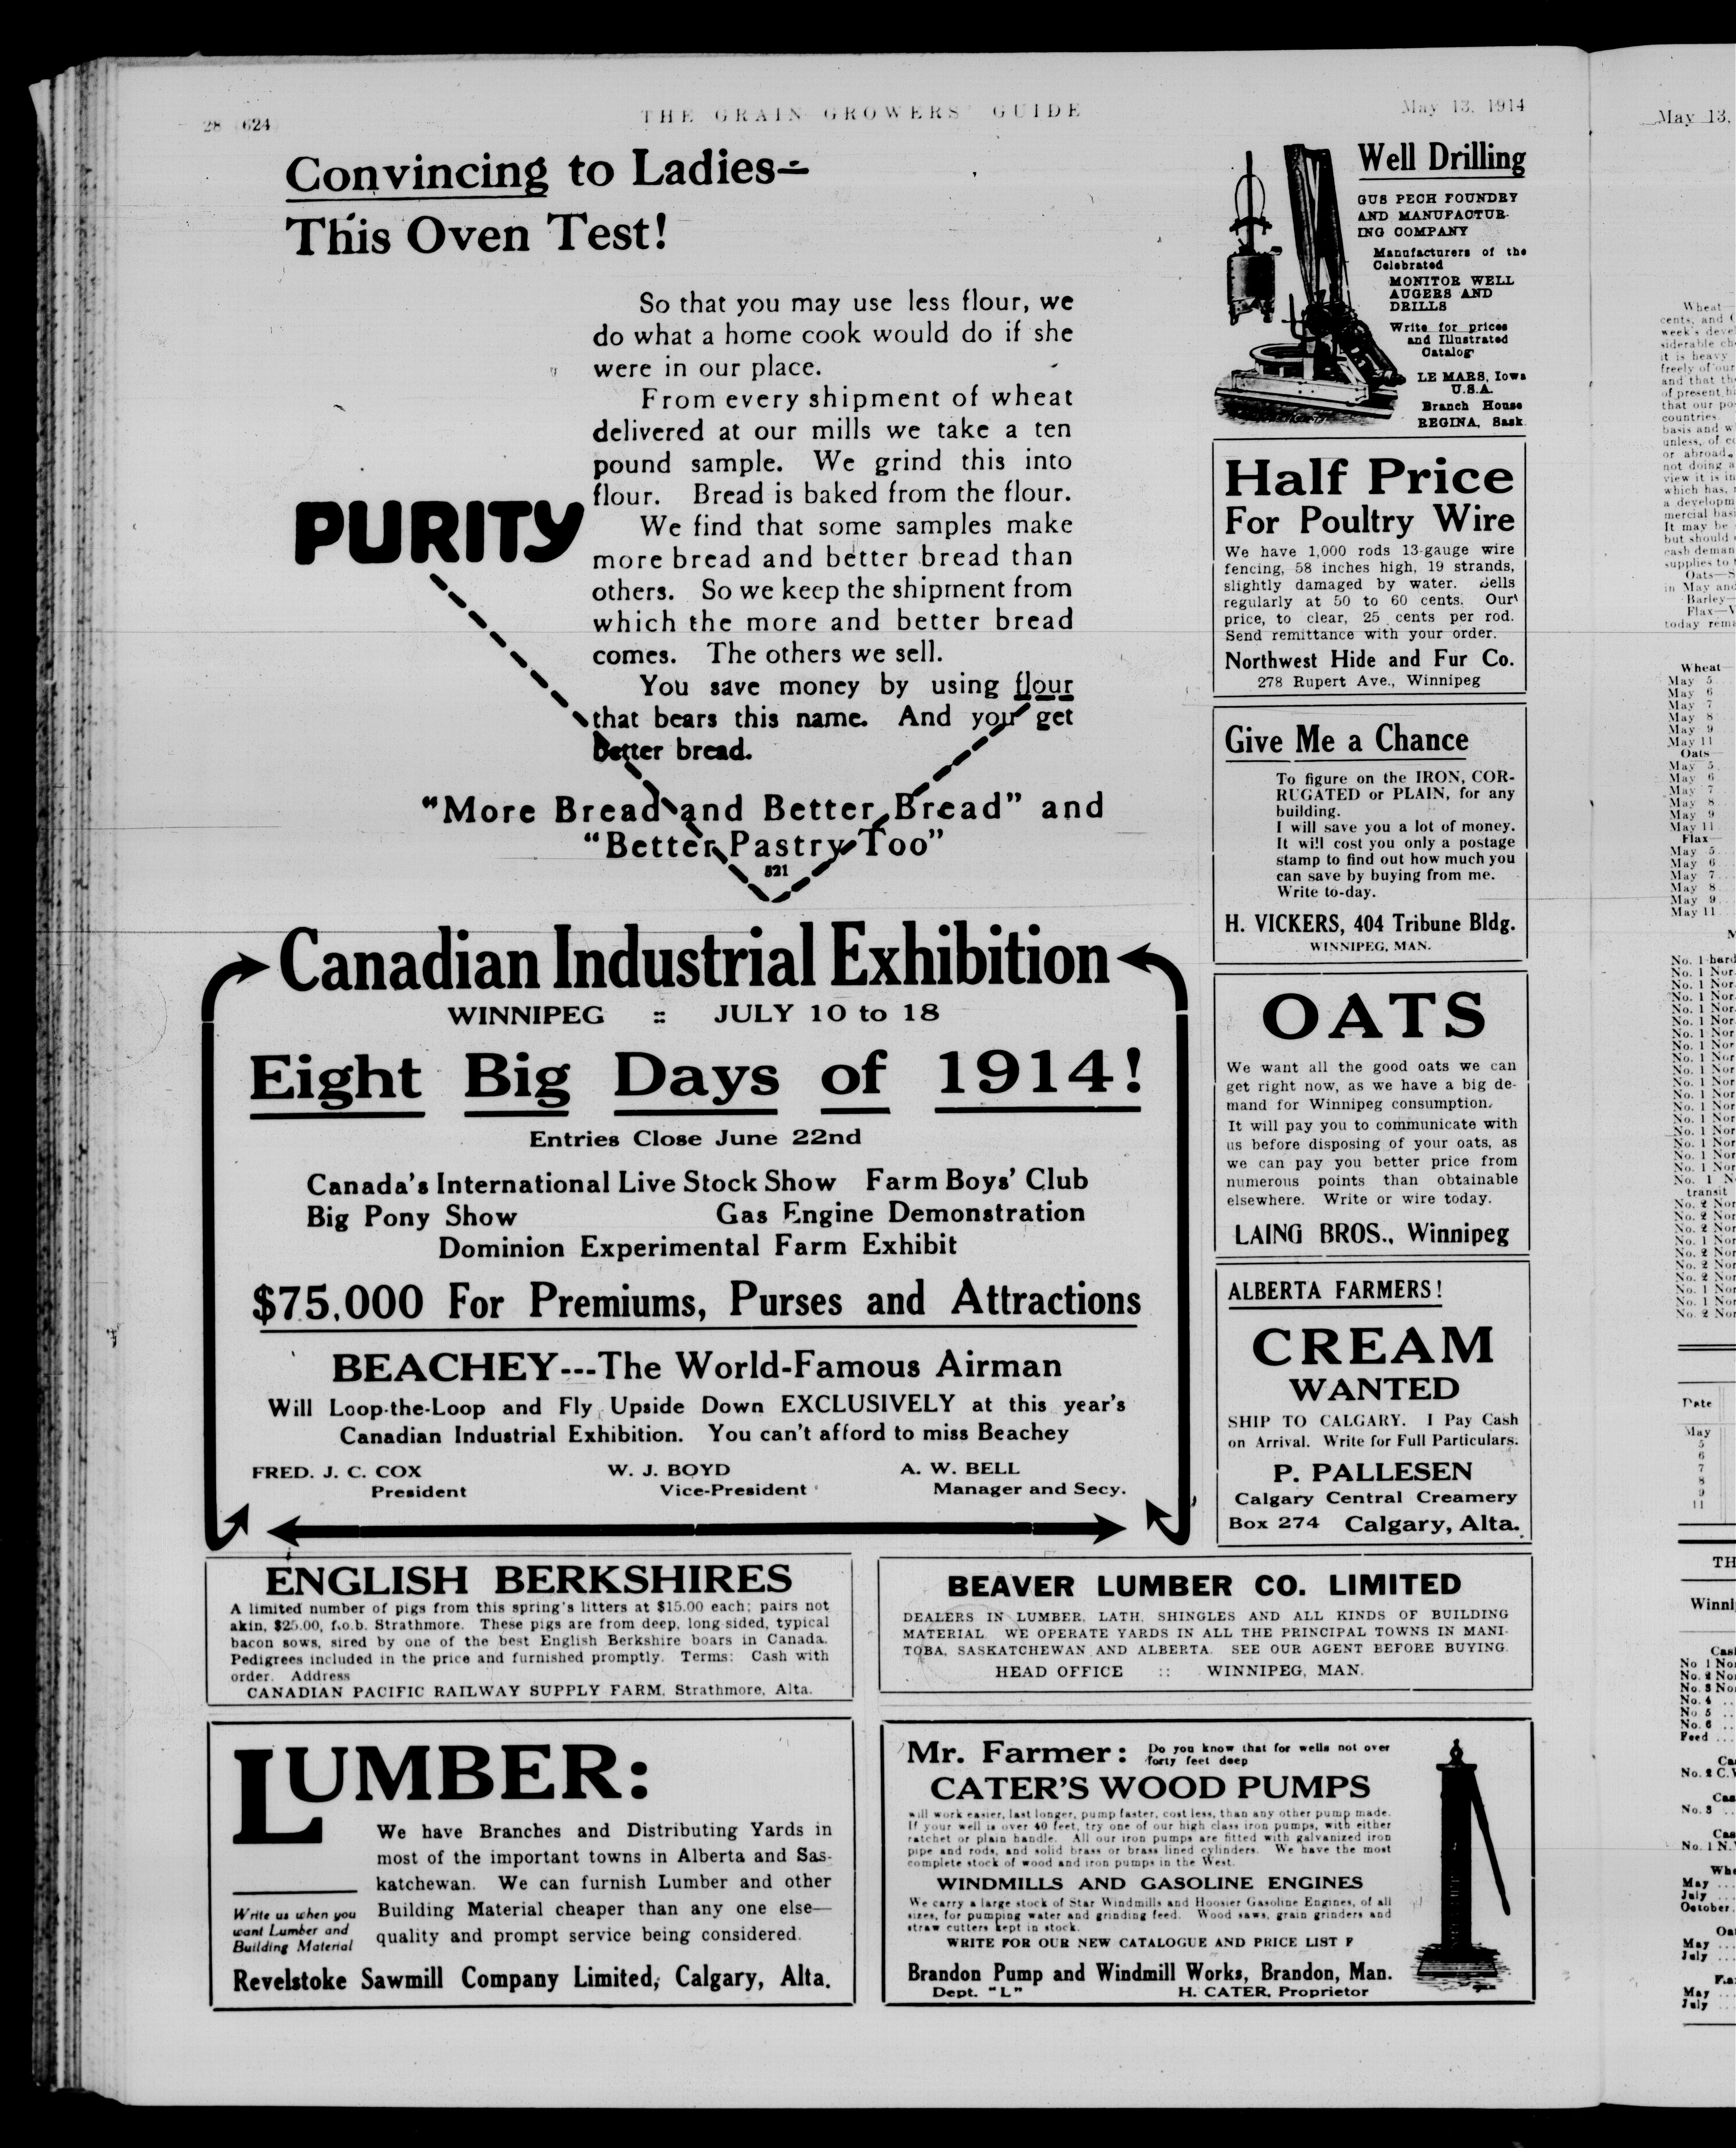 28 (624)
THE GRAIN GROWERS' GUIDE
May 13, 1914
Convincing to Ladies—
This Oven Test!
So that you may use less flour, we
do what a home cook would do if she
were in our place.
From every shipment of wheat
delivered at our mills we take a ten
pound sample. We grind this into
flour. Bread is baked from the flour.
PURITY
We find that some samples make
more bread and better bread than
others. So we keep the shipment from
which the more and better bread
comes. The others we sell.
You save money by using flour
that bears this name. And you get
better bread.
"More Bread and Better Bread" and
"Better Pastry Too"
821
Canadian Industrial Exhibition
WINNIPEG :: JULY 10 to 18
Eight Big Days of 1914!
Entries Close June 22nd
Canada's International Live Stock Show Farm Boys' Club
Big Pony Show Gas Engine Demonstration
Dominion Experimental Farm Exhibit
$75,000 For Premiums, Purses and Attractions
BEACHEY---The World-Famous Airman
Will Loop-the-Loop and Fly Upside Down EXCLUSIVELY at this year's
Canadian Industrial Exhibition. You can't afford to miss Beachey
FRED. J. C. COX W. J. BOYD A. W. BELL
President Vice-President Manager and Secy.
Well Drilling
GUS PECH FOUNDRY
AND MANUFACTUR-
ING COMPANY
Manufacturers of the
Celebrated
MONITOR WELL
AUGERS AND
DRILLS
Write for prices
and Illustrated
Catalog
LE MARS, Iowa
U.S.A.
Branch House
REGINA, Sask.
Half Price
For Poultry Wire
We have 1,000 rods 13-gauge wire
fencing, 58 inches high, 19 strands,
slightly damaged by water. Sells
regularly at 50 to 60 cents. Our
price, to clear, 25 cents per rod.
Send remittance with your order.
Northwest Hide and Fur Co.
278 Rupert Ave., Winnipeg
Give Me a Chance
To figure on the IRON, COR-
RUGATED or PLAIN, for any
building.
I will save you a lot of money.
It will cost you only a postage
stamp to find out how much you
can save by buying from me.
Write to-day.
H. VICKERS, 404 Tribune Bldg.
WINNIPEG, MAN.
OATS
We want all the good oats we can
get right now, as we have a big de-
mand for Winnipeg consumption.
It will pay you to communicate with
us before disposing of your oats, as
we can pay you better price from
numerous points than obtainable
elsewhere. Write or wire today.
LAING BROS., Winnipeg
ALBERTA FARMERS!
CREAM
WANTED
SHIP TO CALGARY. I Pay Cash
on Arrival. Write for Full Particulars.
P. PALLESEN
Calgary Central Creamery
Box 274 Calgary, Alta.
ENGLISH BERKSHIRES
A limited number of pigs from this spring's litters at $15.00 each; pairs not
akin, $25.00, f.o.b. Strathmore. These pigs are from deep, long sided, typical
bacon sows, sired by one of the best English Berkshire boars in Canada.
Pedigrees included in the price and furnished promptly. Terms: Cash with
order. Address
CANADIAN PACIFIC RAILWAY SUPPLY FARM, Strathmore, Alta.
BEAVER LUMBER CO. LIMITED
DEALERS IN LUMBER, LATH, SHINGLES AND ALL KINDS OF BUILDING
MATERIAL. WE OPERATE YARDS IN ALL THE PRINCIPAL TOWNS IN MANI-
TOBA, SASKATCHEWAN AND ALBERTA. SEE OUR AGENT BEFORE BUYING.
HEAD OFFICE :: WINNIPEG, MAN.
LUMBER:
We have Branches and Distributing Yards in
most of the important towns in Alberta and Sas-
katchewan. We can furnish Lumber and other
Building Material cheaper than any one else—
quality and prompt service being considered.
Write us when you
want Lumber and
Building Material
Revelstoke Sawmill Company Limited, Calgary, Alta.
Mr. Farmer: Do you know that for wells not over
forty feet deep
CATER'S WOOD PUMPS
will work easier, last longer, pump faster, cost less, than any other pump made.
If your well is over 40 feet, try one of our high class iron pumps, with either
ratchet or plain handle. All our iron pumps are fitted with galvanized iron
pipe and rods, and solid brass or brass lined cylinders. We have the most
complete stock of wood and iron pumps in the West.
WINDMILLS AND GASOLINE ENGINES
We carry a large stock of Star Windmills and Hoosier Gasoline Engines, of all
sizes, for pumping water and grinding feed. Wood saws, grain grinders and
straw cutters kept in stock.
WRITE FOR OUR NEW CATALOGUE AND PRICE LIST F
Brandon Pump and Windmill Works, Brandon, Man.
Dept. "L" H. CATER, Proprietor
May 13,